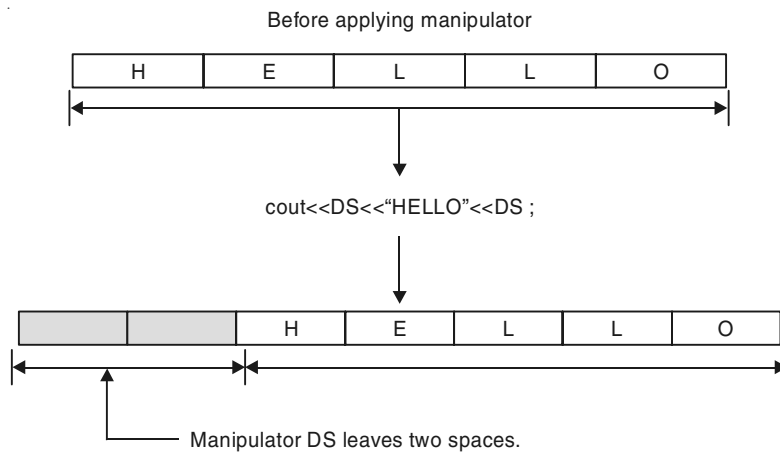 Before applying manipulator
H E L L O
cout<<DS<<“HELLO”<<DS ;
H E L L O
Manipulator DS leaves two spaces.